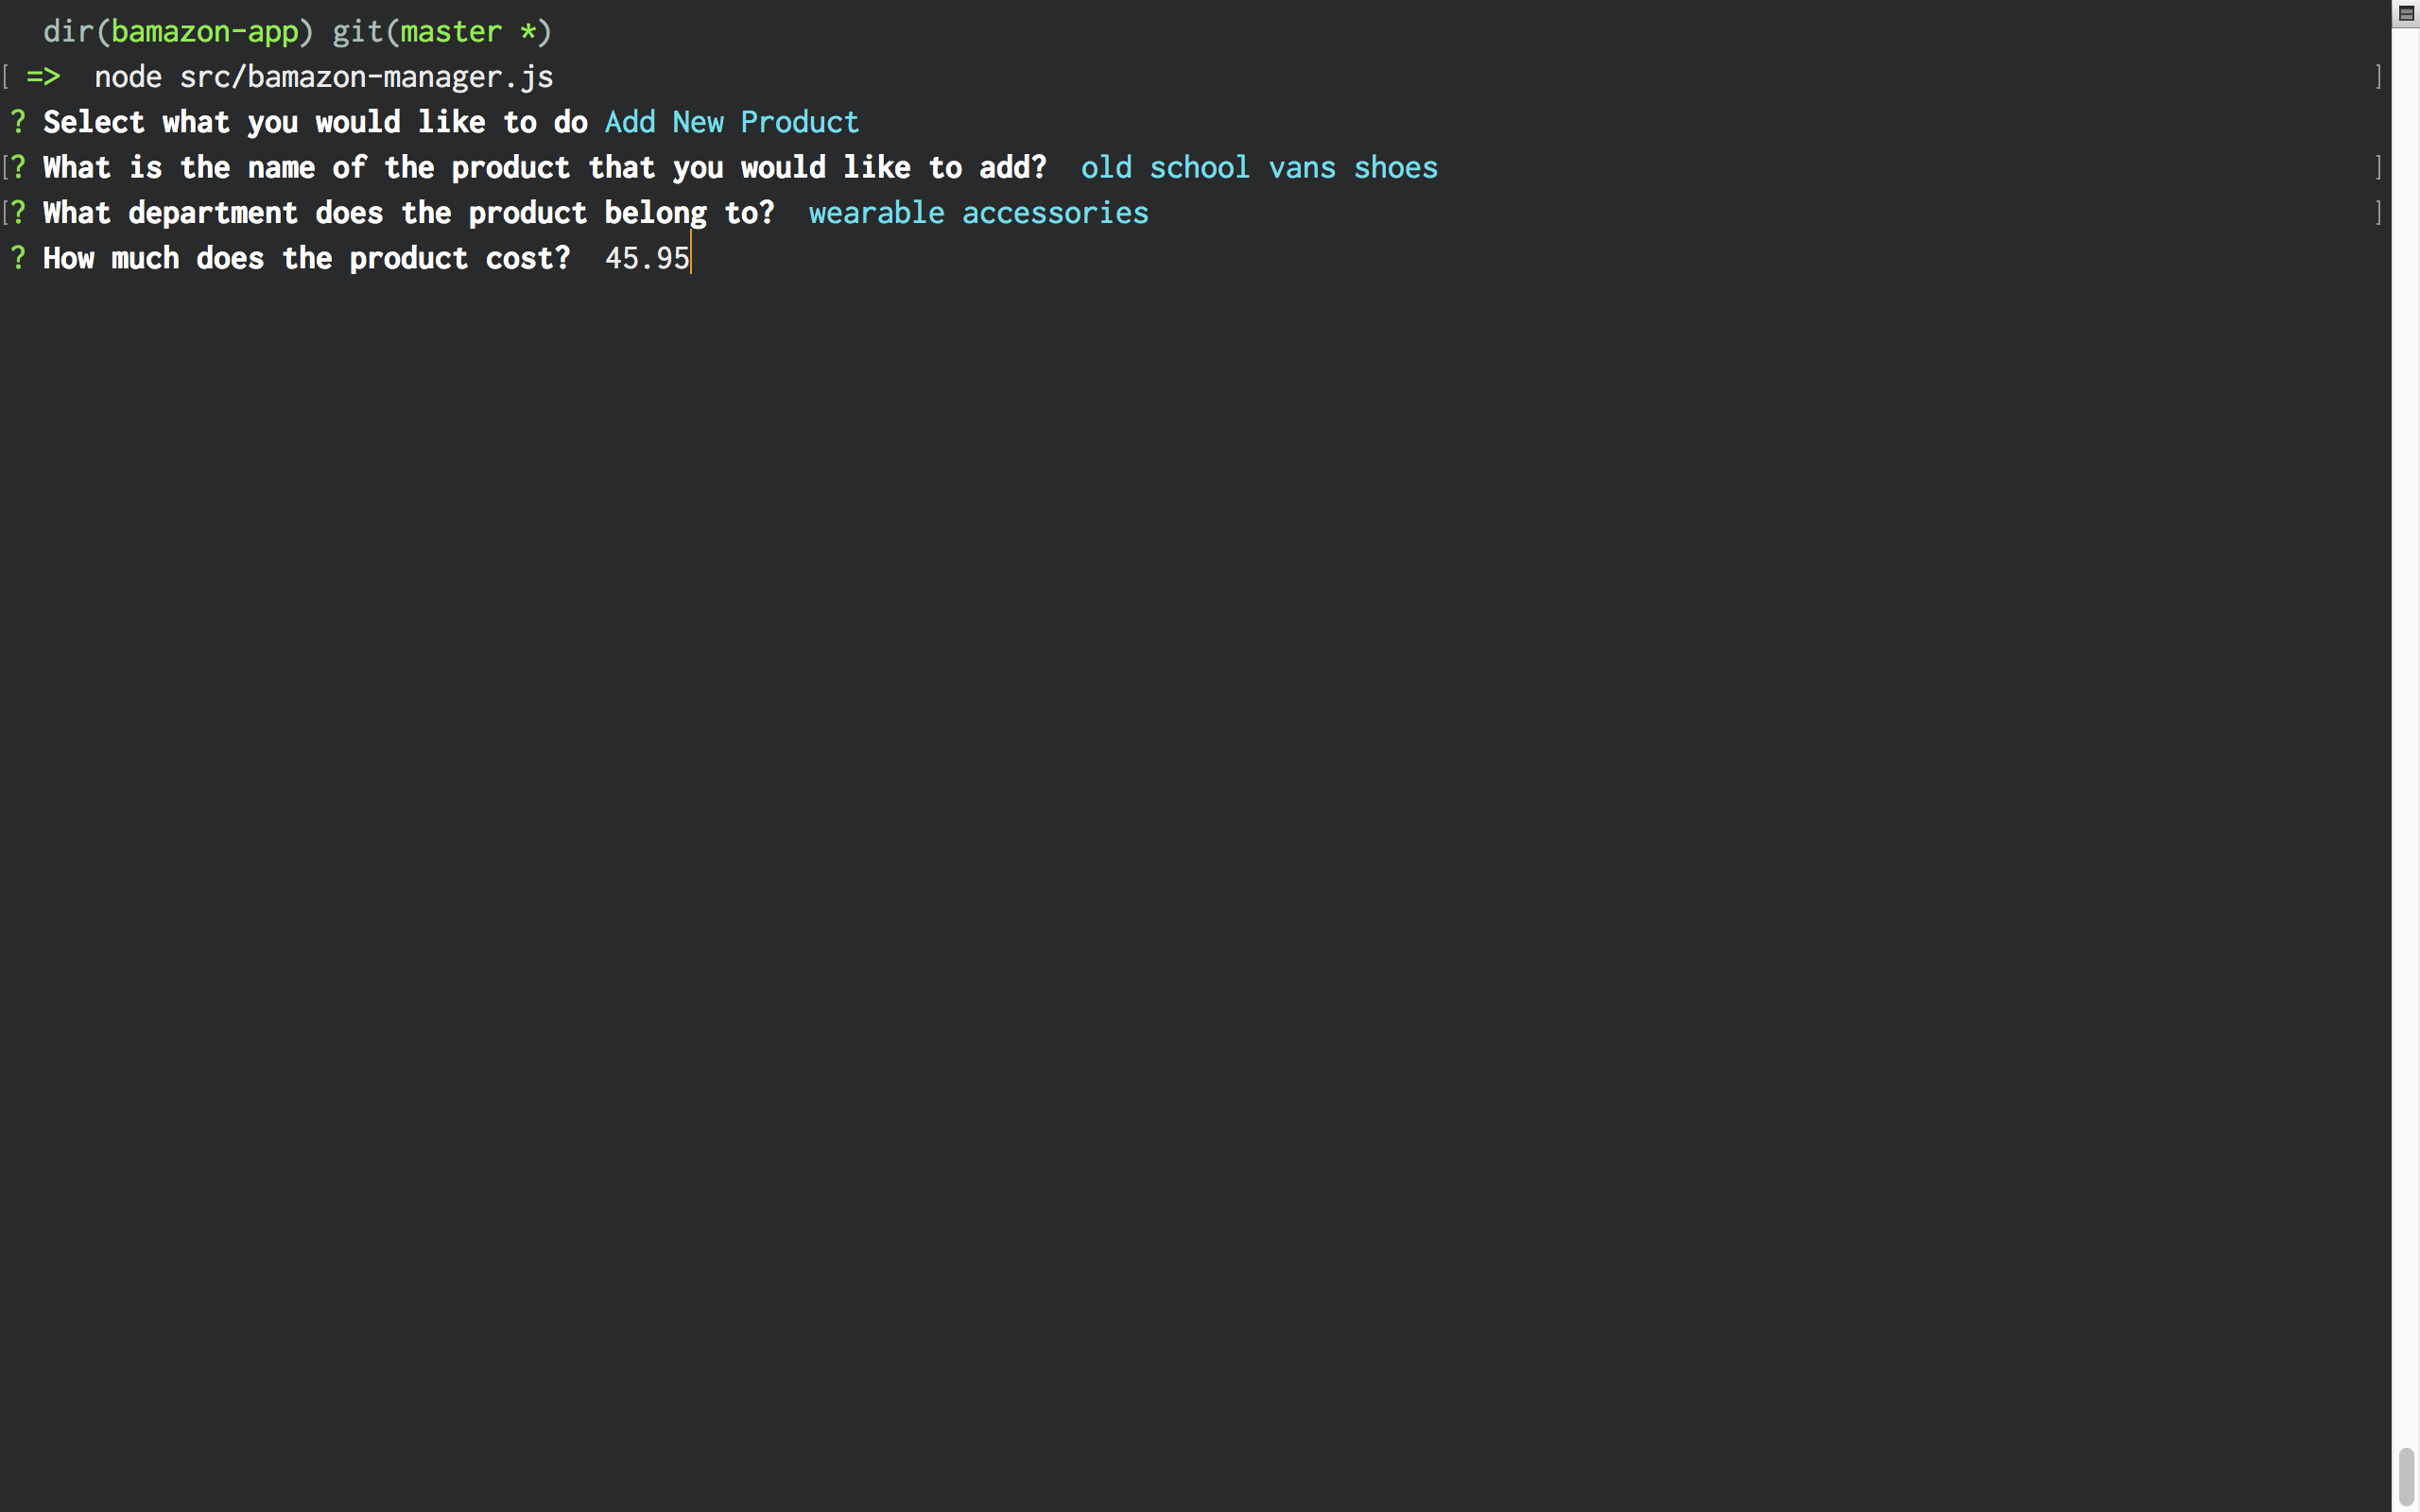 dir(bamazon-app) git(master *)
[ => node src/bamazon-manager.js ]
? Select what you would like to do Add New Product
[? What is the name of the product that you would like to add? old school vans shoes ]
[? What department does the product belong to? wearable accessories ]
? How much does the product cost? 45.95